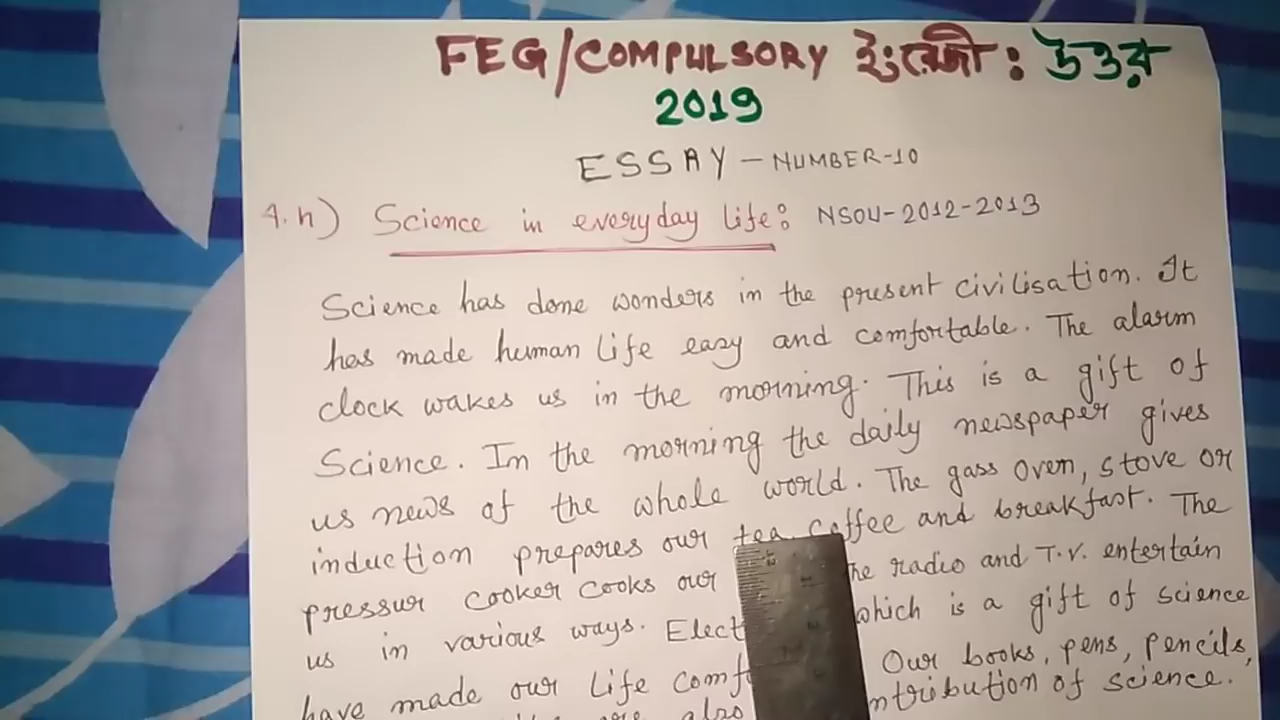 FEG/COMPULSORY ইংরেজী: উত্তর
2019
ESSAY - NUMBER-10
4.h) Science in everyday life: NSOU-2012-2013
Science has done wonders in the present civilisation. It
has made human life easy and comfortable. The alarm
clock wakes us in the morning. This is a gift of
Science. In the morning the daily newspaper gives
us news of the whole world. The gass oven, stove or
induction prepares our tea, coffee and breakfast. The
pressur cooker cooks our he radio and T.V. entertain
us in various ways. Elect which is a gift of science
have made our life comf Our books, pens, pencils,
are also ntribution of science.